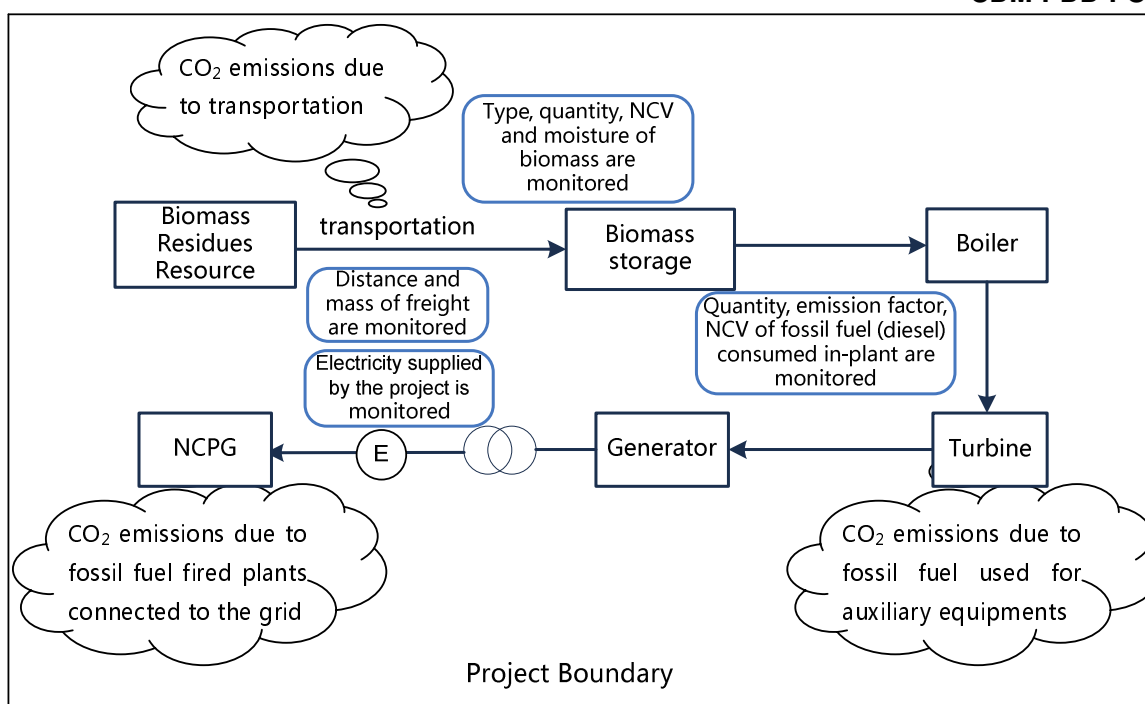 CO₂ emissions due
to transportation
Type, quantity, NCV
and moisture of
biomass are
monitored
Biomass
Residues
Resource
transportation
Biomass
storage
Boiler
Distance and
mass of freight
are monitored
Quantity, emission factor,
NCV of fossil fuel (diesel)
consumed in-plant are
monitored
Electricity supplied
by the project is
monitored
NCPG
E
Generator
Turbine
CO₂ emissions due to
fossil fuel fired plants
connected to the grid
CO₂ emissions due to
fossil fuel used for
auxiliary equipments
Project Boundary